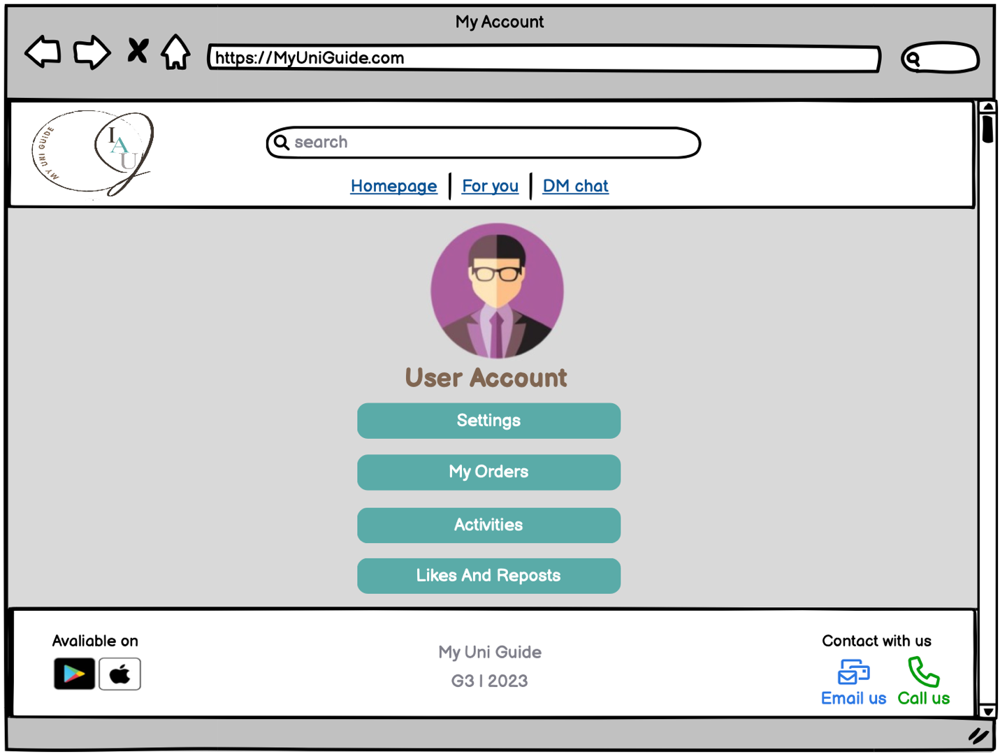 My Account
https://MyUniGuide.com
MY UNI GUIDE
I
A
U
search
Homepage | For you | DM chat
User Account
Settings
My Orders
Activities
Likes And Reposts
Avaliable on
My Uni Guide
G3 | 2023
Contact with us
Email us
Call us